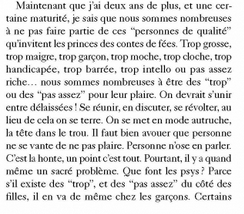 Maintenant que j'ai deux ans de plus, et une cer-
taine maturité, je sais que nous sommes nombreuses
à ne pas faire partie de ces "personnes de qualité"
qu'invitent les princes des contes de fées. Trop grosse,
trop maigre, trop garçon, trop moche, trop cloche, trop
handicapée, trop barrée, trop intello ou pas assez
riche... nous sommes nombreuses à être des "trop"
ou des "pas assez" pour leur plaire. On devrait s'unir
entre délaissées ! Se réunir, en discuter, se révolter, au
lieu de cela on se terre. On se met en mode autruche,
la tête dans le trou. Il faut bien avouer que personne
ne se vante de ne pas plaire. Personne n'ose en parler.
C'est la honte, un point c'est tout. Pourtant, il y a quand
même un sacré problème. Que font les psys ? Parce
s'il existe des "trop", et des "pas assez" du côté des
filles, il en va de même chez les garçons. Certains